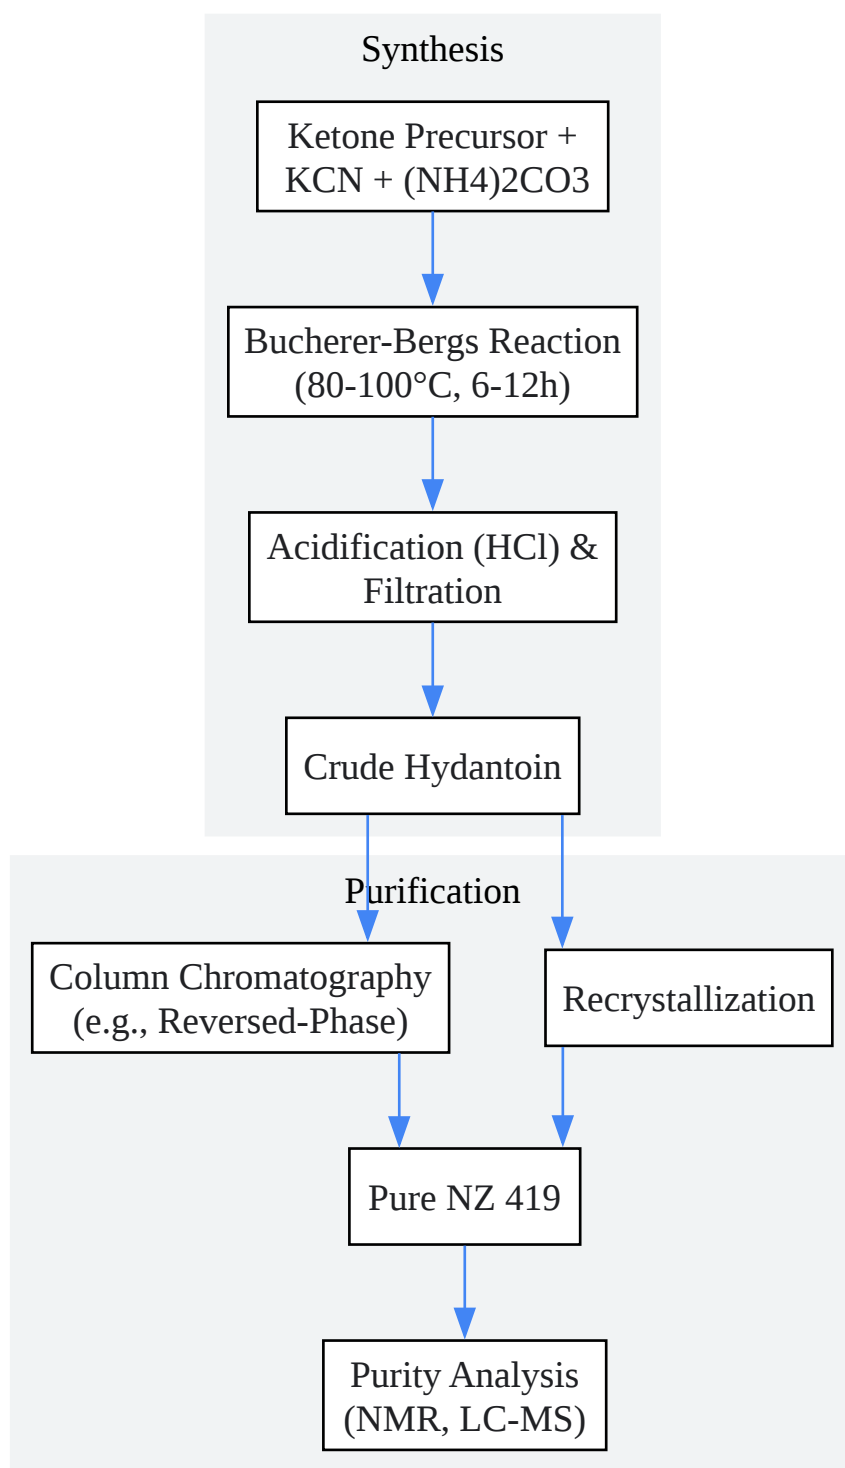 Synthesis
Ketone Precursor +
KCN + (NH4)2CO3
Bucherer-Bergs Reaction
(80-100°C, 6-12h)
Acidification (HCl) &
Filtration
Crude Hydantoin
Purification
Column Chromatography
(e.g., Reversed-Phase)
Recrystallization
Pure NZ 419
Purity Analysis
(NMR, LC-MS)